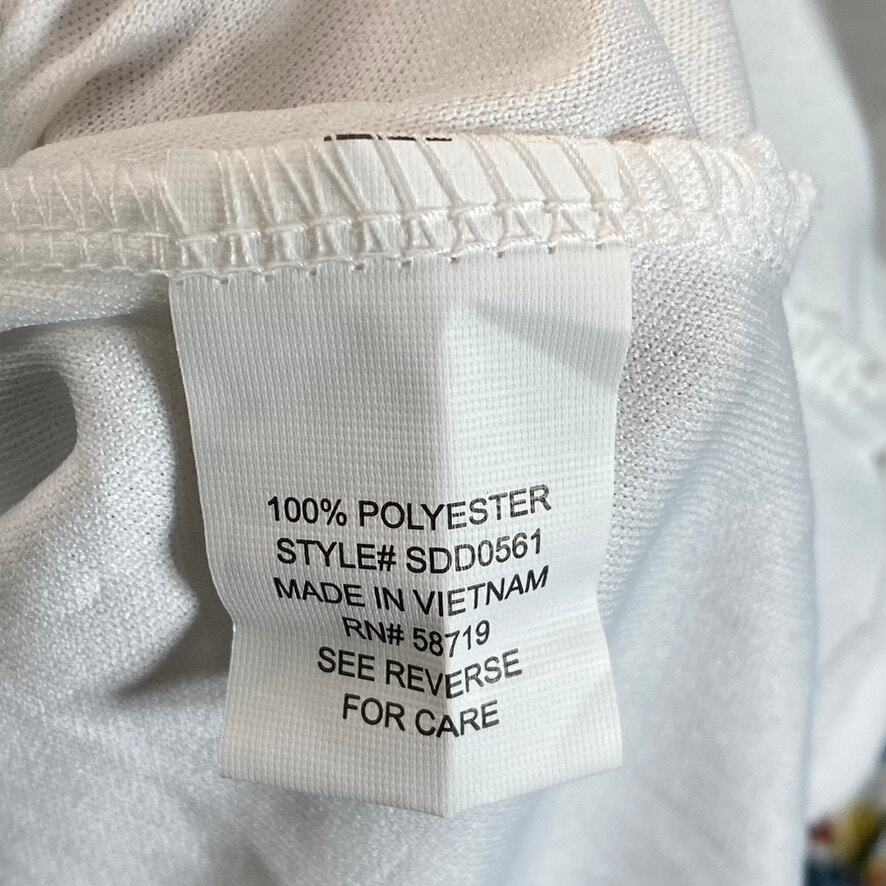 100% POLYESTER
STYLE# SDD0561
MADE IN VIETNAM
RN# 58719
SEE REVERSE
FOR CARE